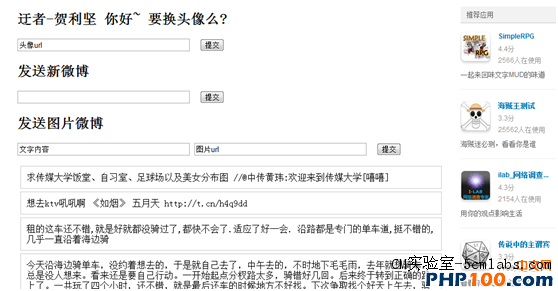 迁者-贺利坚 你好~ 要换头像么?
头像url
提交
发送新微博
提交
发送图片微博
文字内容
图片url
提交
求传媒大学饭堂、自习室、足球场以及美女分布图 //@中传黄玮:欢迎来到传媒大学[嘻嘻]
想去ktv吼吼啊 《如烟》 五月天 http://t.cn/h4q9dd
租的这车还不错,就是好就都没骑过了,都快不会了.适应了好一会. 沿路都是专门的单车道,挺不错的,
几乎一直沿着海边骑
今天沿海边骑单车，没约着想去的，于是就自己去了，中午去的，不时地下毛毛雨，去年就
总是没人想来。看来还是要自己行动。一开始起点分杈路太多，骑错好几回。后来终于转到正确的
上了。一共玩了四个小时，还不错，就是最后还车的时候地方不好找。下次争取找个好天上午去，
推荐应用
SimpleRPG
4.4分
2566人在使用
一起来回味文字MUD的味道
海贼王测试
3.3分
25562人在使用
海贼迷必测，看看你是谁
ilab_网络调查...
4.3分
2154人在使用
用你的观点影响生活
传说中的主宰宾
3.3分
CM实验室-5cmlabs.com
PHP100.com